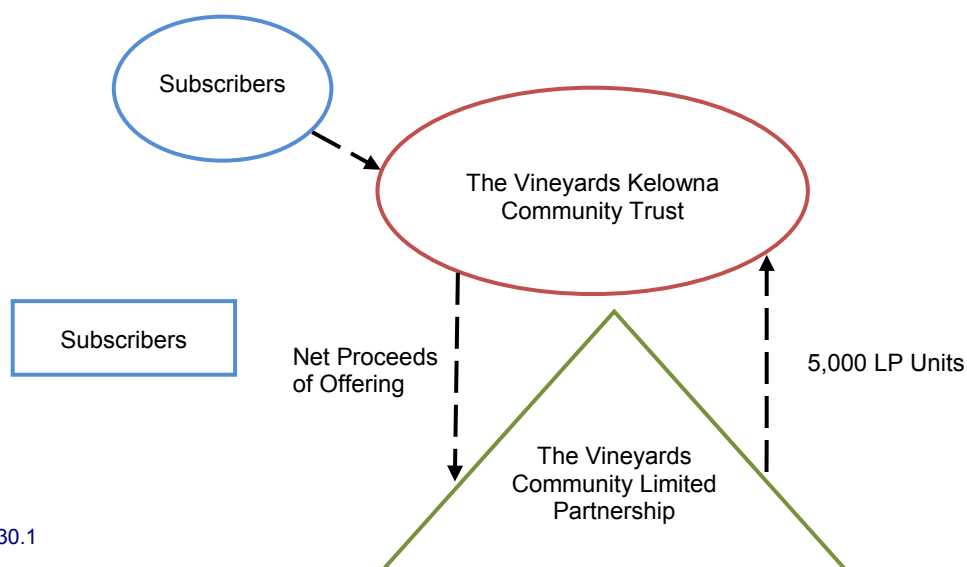 Subscribers
The Vineyards Kelowna
Community Trust
Subscribers
Net Proceeds
of Offering
5,000 LP Units
The Vineyards
Community Limited
Partnership
30.1